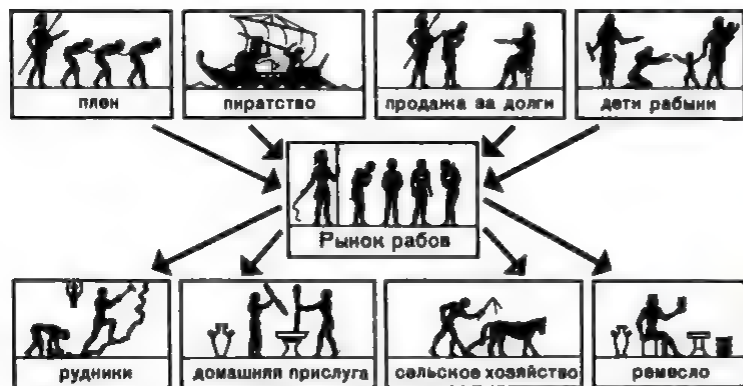 плен
пиратство
продажа за долги
дети рабыни
Рынок рабов
рудники
домашняя прислуга
сельское хозяйство
ремесло